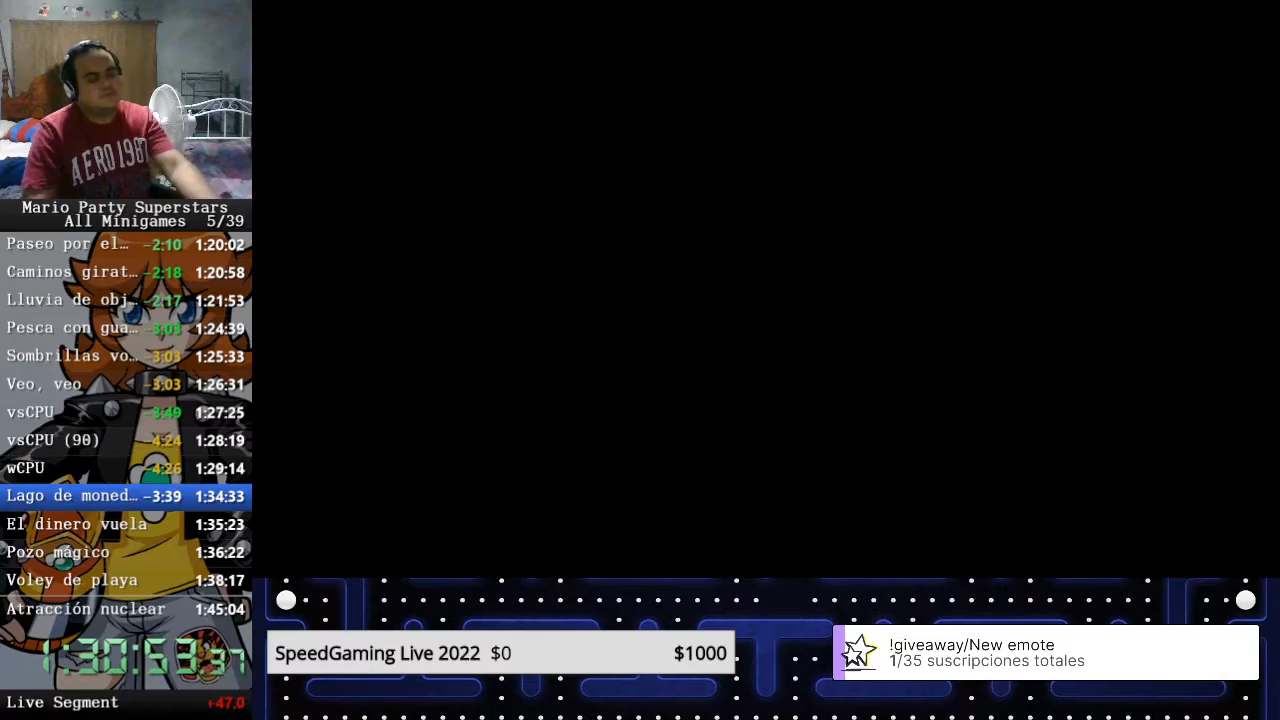 AERO 1987
Mario Party Superstars
All Minigames 5/39
Paseo por el… -2:10 1:20:02
Caminos girat… -2:18 1:20:58
Lluvia de obj… -2:17 1:21:53
Pesca con gua… -3:03 1:24:39
Sombrillas vo… -3:03 1:25:33
Veo, veo -3:03 1:26:31
vsCPU -3:49 1:27:25
vsCPU (90) -4:24 1:28:19
wCPU -4:26 1:29:14
Lago de moned… -3:39 1:34:33
El dinero vuela 1:35:23
Pozo mágico 1:36:22
Voley de playa 1:38:17
Atracción nuclear 1:45:04
1:30:53.37
Live Segment +47.0
SpeedGaming Live 2022 $0 $1000
!giveaway/New emote
1/35 suscripciones totales